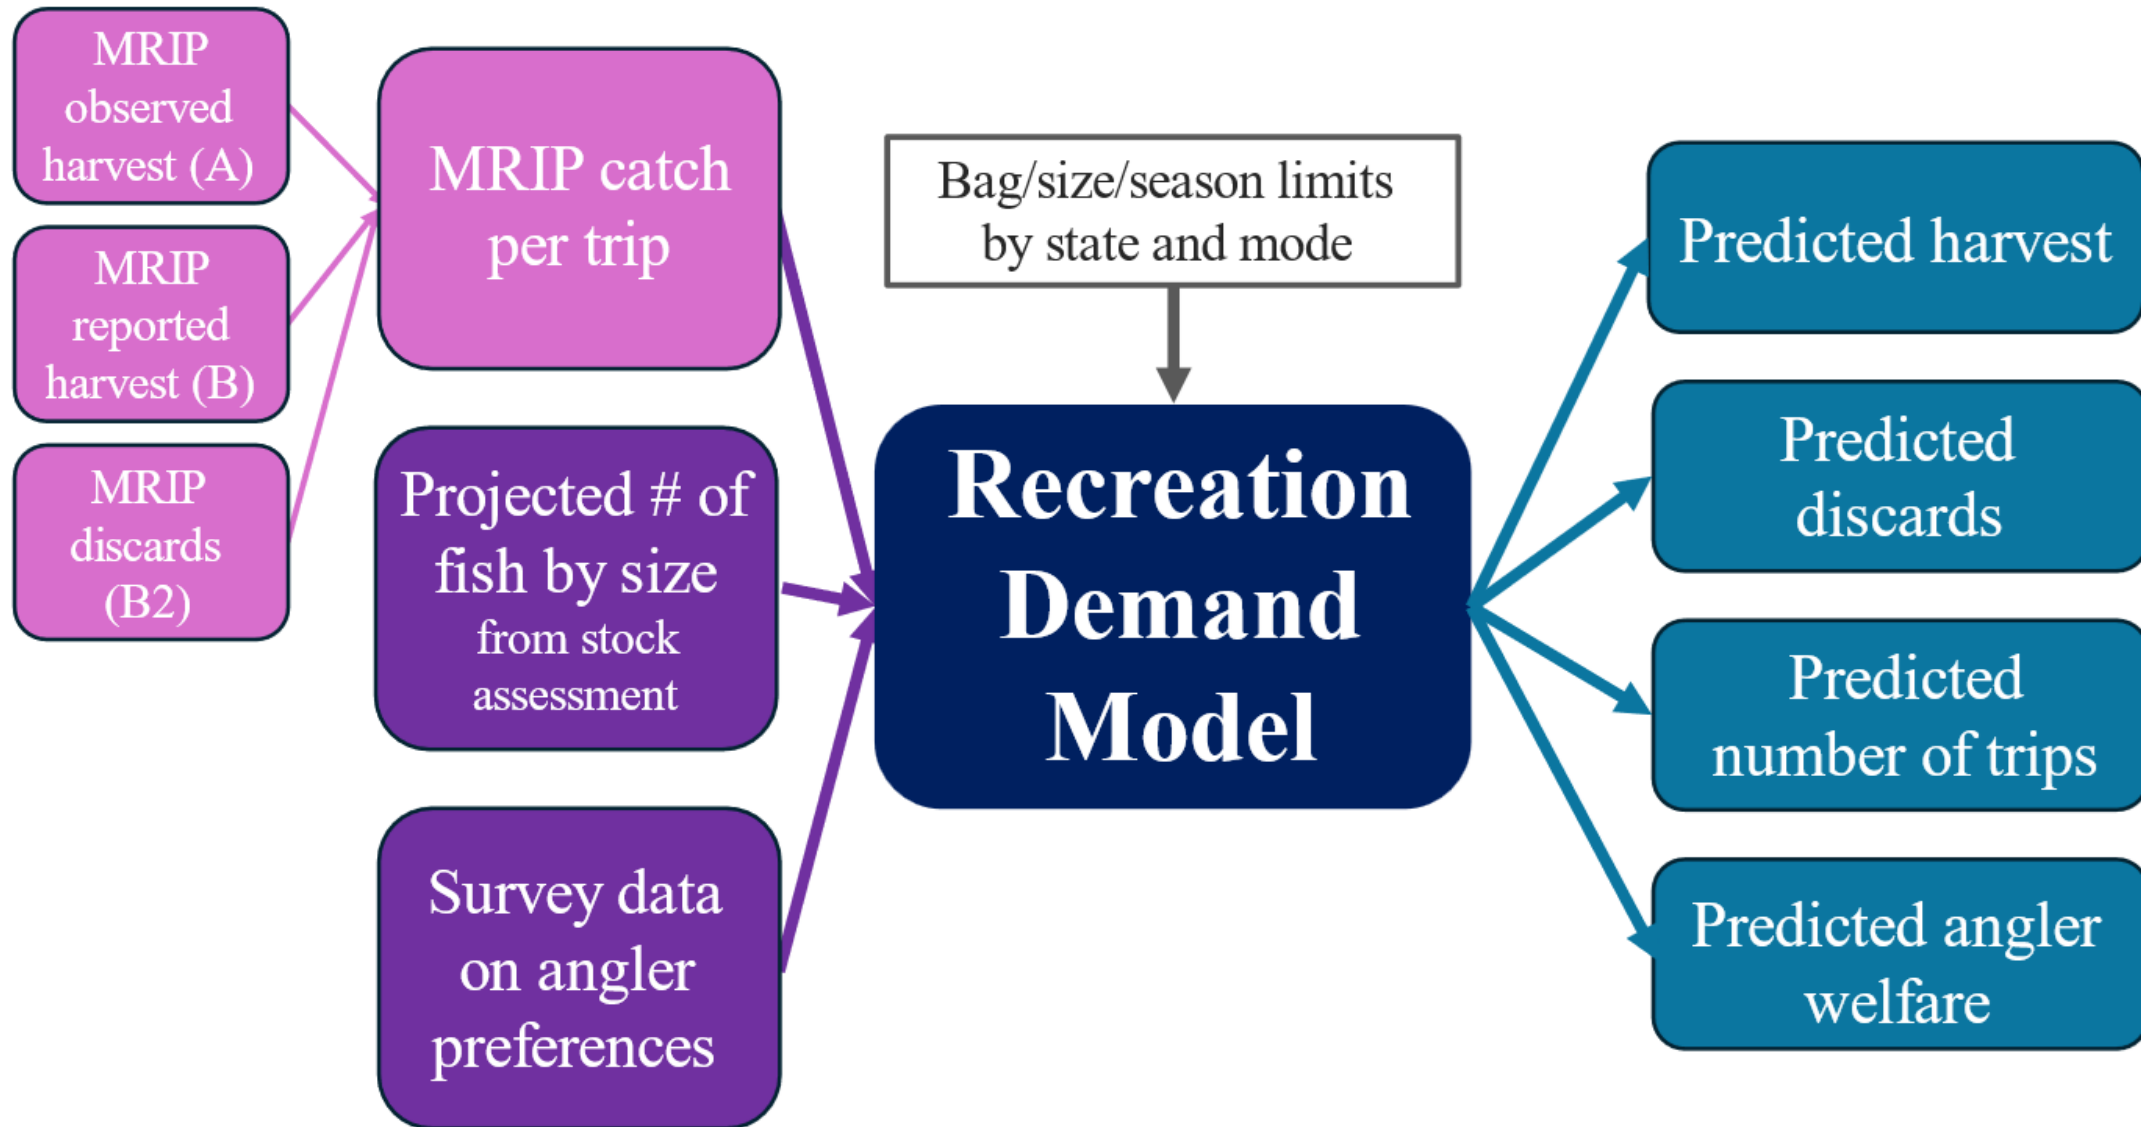 MRIP
observed
harvest (A)
MRIP
reported
harvest (B)
MRIP
discards
(B2)
MRIP catch
per trip
Projected # of
fish by size
from stock
assessment
Survey data
on angler
preferences
Bag/size/season limits
by state and mode
Recreation
Demand
Model
Predicted harvest
Predicted
discards
Predicted
number of trips
Predicted angler
welfare